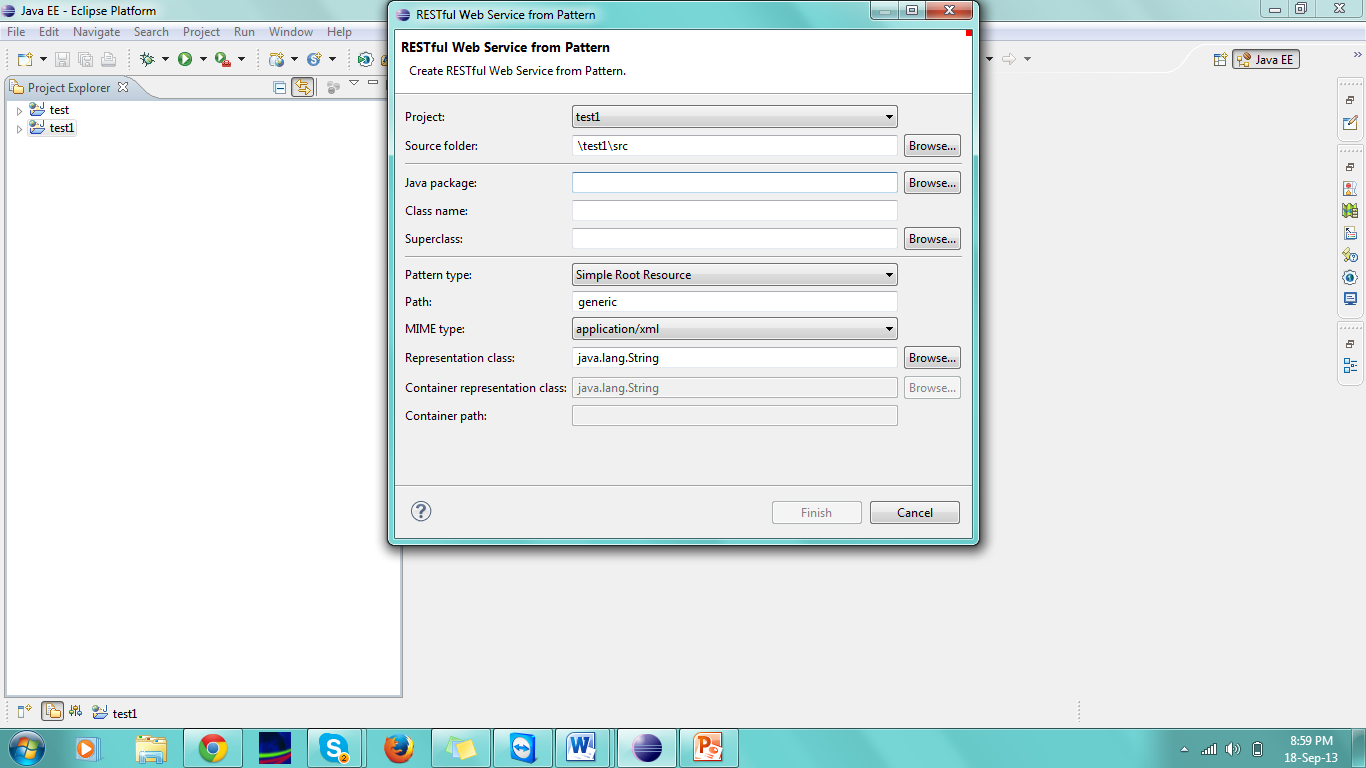 Java EE - Eclipse Platform
File Edit Navigate Search Project Run Window Help
Java EE
Project Explorer
test
test1
RESTful Web Service from Pattern
RESTful Web Service from Pattern
Create RESTful Web Service from Pattern.
Project: test1
Source folder: \test1\src Browse...
Java package: Browse...
Class name:
Superclass: Browse...
Pattern type: Simple Root Resource
Path: generic
MIME type: application/xml
Representation class: java.lang.String Browse...
Container representation class: java.lang.String Browse...
Container path:
Finish Cancel
test1
2
8:59 PM
18-Sep-13